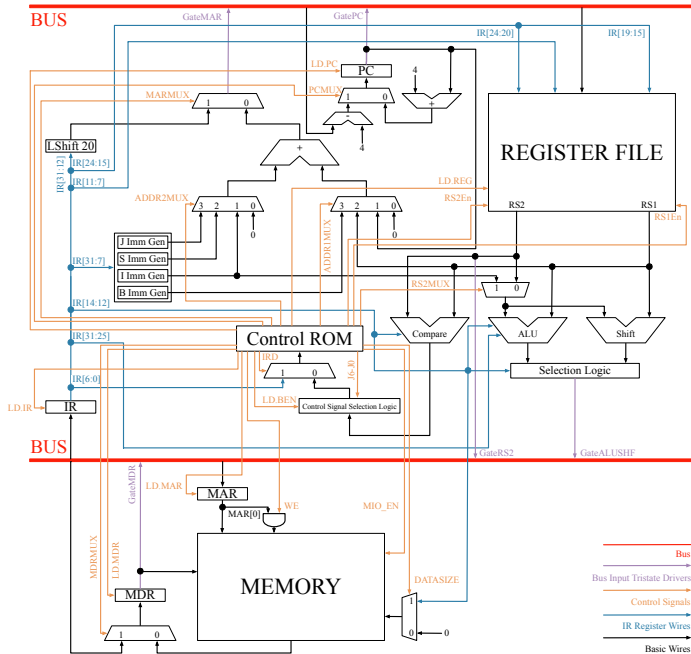 BUS
GateMAR
GatePC
IR[24:20]
IR[19:15]
LD.PC
PC
4
MARMUX
PCMUX
1 0
1 0
+
-
4
LShift 20
IR[31:12]
IR[24:15]
IR[11:7]
+
REGISTER FILE
LD.REG
RS2En
RS2
RS1
RS1En
ADDR2MUX
3 2 1 0
0
ADDR1MUX
3 2 1 0
0
J Imm Gen
S Imm Gen
I Imm Gen
B Imm Gen
IR[31:7]
RS2MUX
1 0
IR[14:12]
Control ROM
Compare
ALU
Shift
IR[31:25]
IRD
1 0
J6-J0
Selection Logic
IR[6:0]
LD.IR
IR
LD.BEN
Control Signal Selection Logic
BUS
GateMDR
GateRS2
GateALUSHF
LD.MAR
MAR
MAR[0]
WE
MIO_EN
MDRMUX
LD.MDR
MEMORY
DATASIZE
MDR
1
0
0
1 0
Bus
Bus Input Tristate Drivers
Control Signals
IR Register Wires
Basic Wires